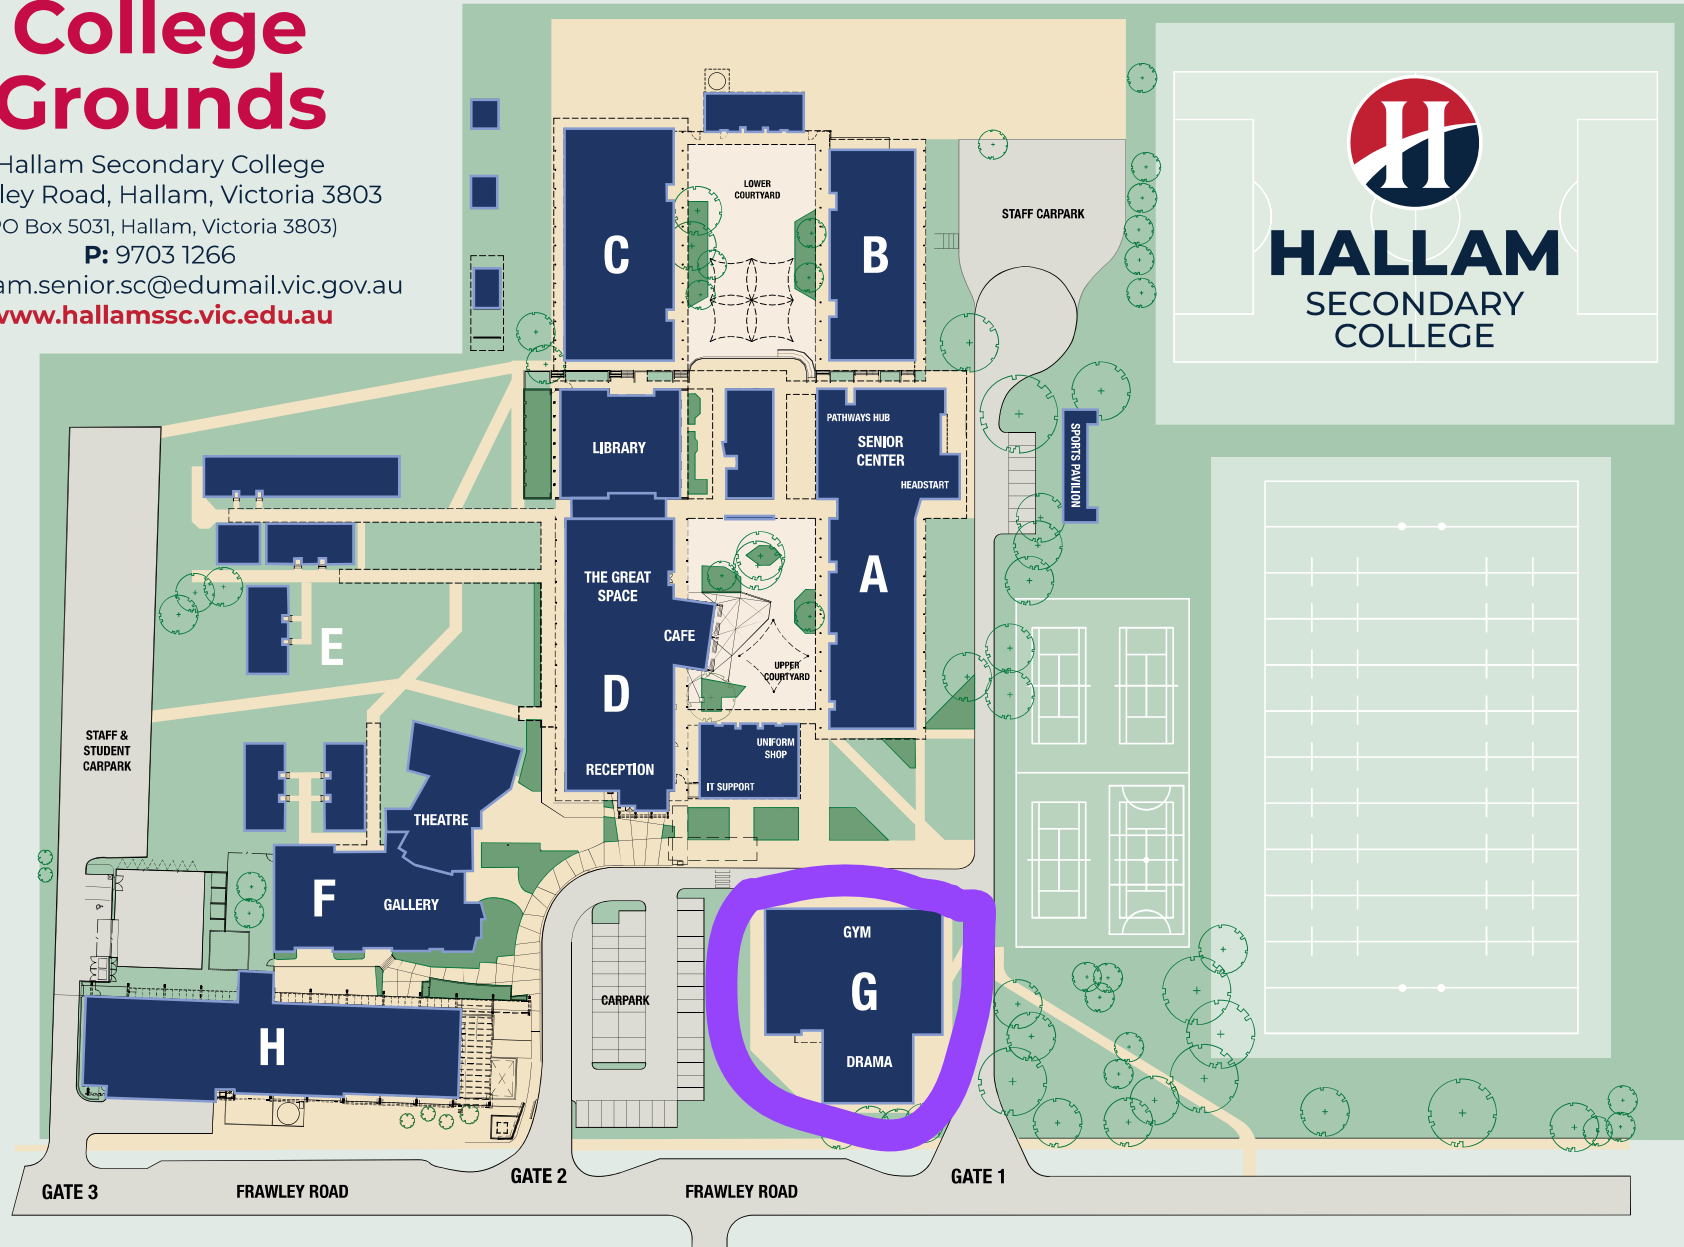 College
Grounds
Hallam Secondary College
ley Road, Hallam, Victoria 3803
O Box 5031, Hallam, Victoria 3803)
P: 9703 1266
am.senior.sc@edumail.vic.gov.au
www.hallamssc.vic.edu.au
H
HALLAM
SECONDARY
COLLEGE
LOWER
COURTYARD
STAFF CARPARK
C
B
LIBRARY
PATHWAYS HUB
SENIOR
CENTER
HEADSTART
SPORTS PAVILION
THE GREAT
SPACE
A
CAFE
E
UPPER
COURTYARD
D
STAFF &
STUDENT
CARPARK
UNIFORM
SHOP
RECEPTION
IT SUPPORT
THEATRE
F
GALLERY
GYM
G
CARPARK
H
DRAMA
GATE 3
FRAWLEY ROAD
GATE 2
FRAWLEY ROAD
GATE 1